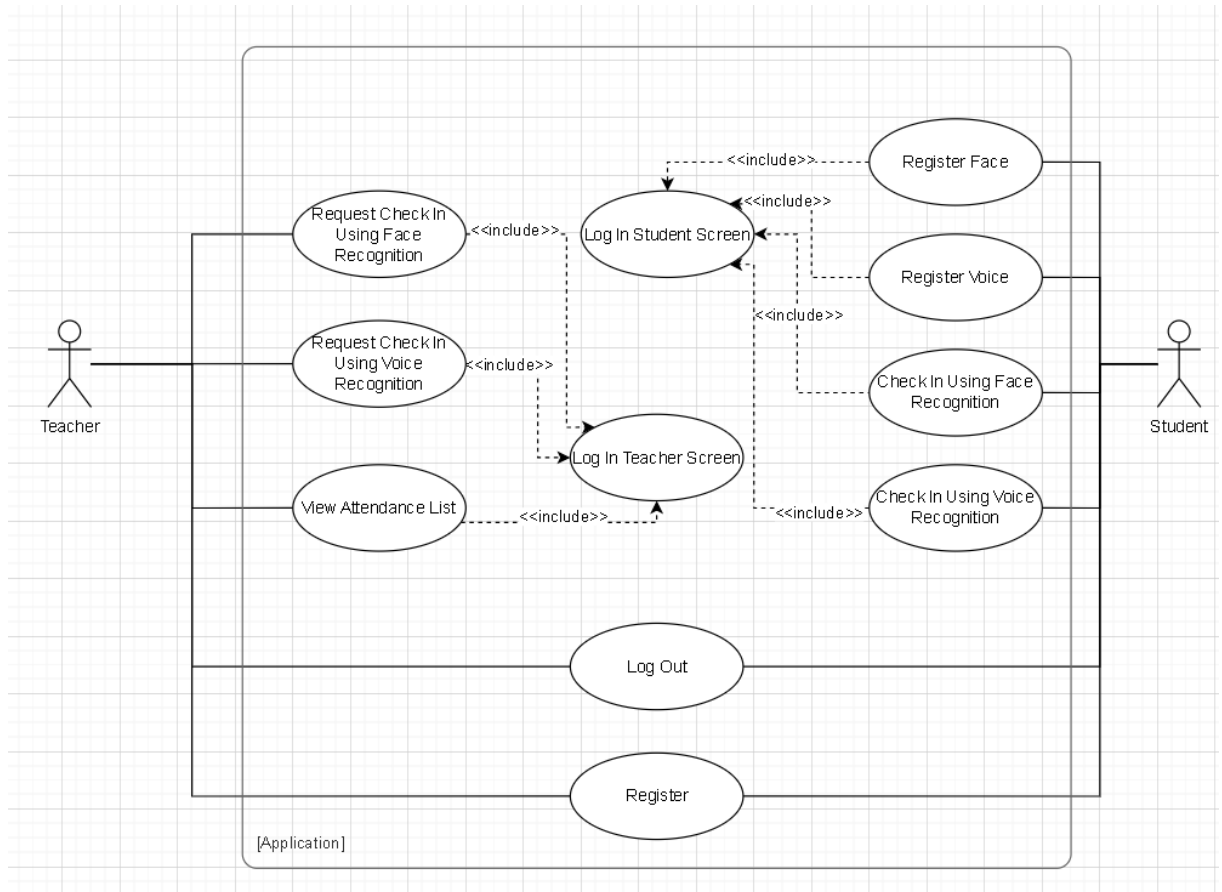 Register Face
<<include>>
<<include>>
Request Check In
Using Face
Recognition
<<include>>
Log In Student Screen
Register Voice
<<include>>
Request Check In
Using Voice
Recognition
<<include>>
Check In Using Face
Recognition
Teacher
Student
Log In Teacher Screen
View Attendance List
<<include>>
<<include>>
Check In Using Voice
Recognition
Log Out
Register
[Application]